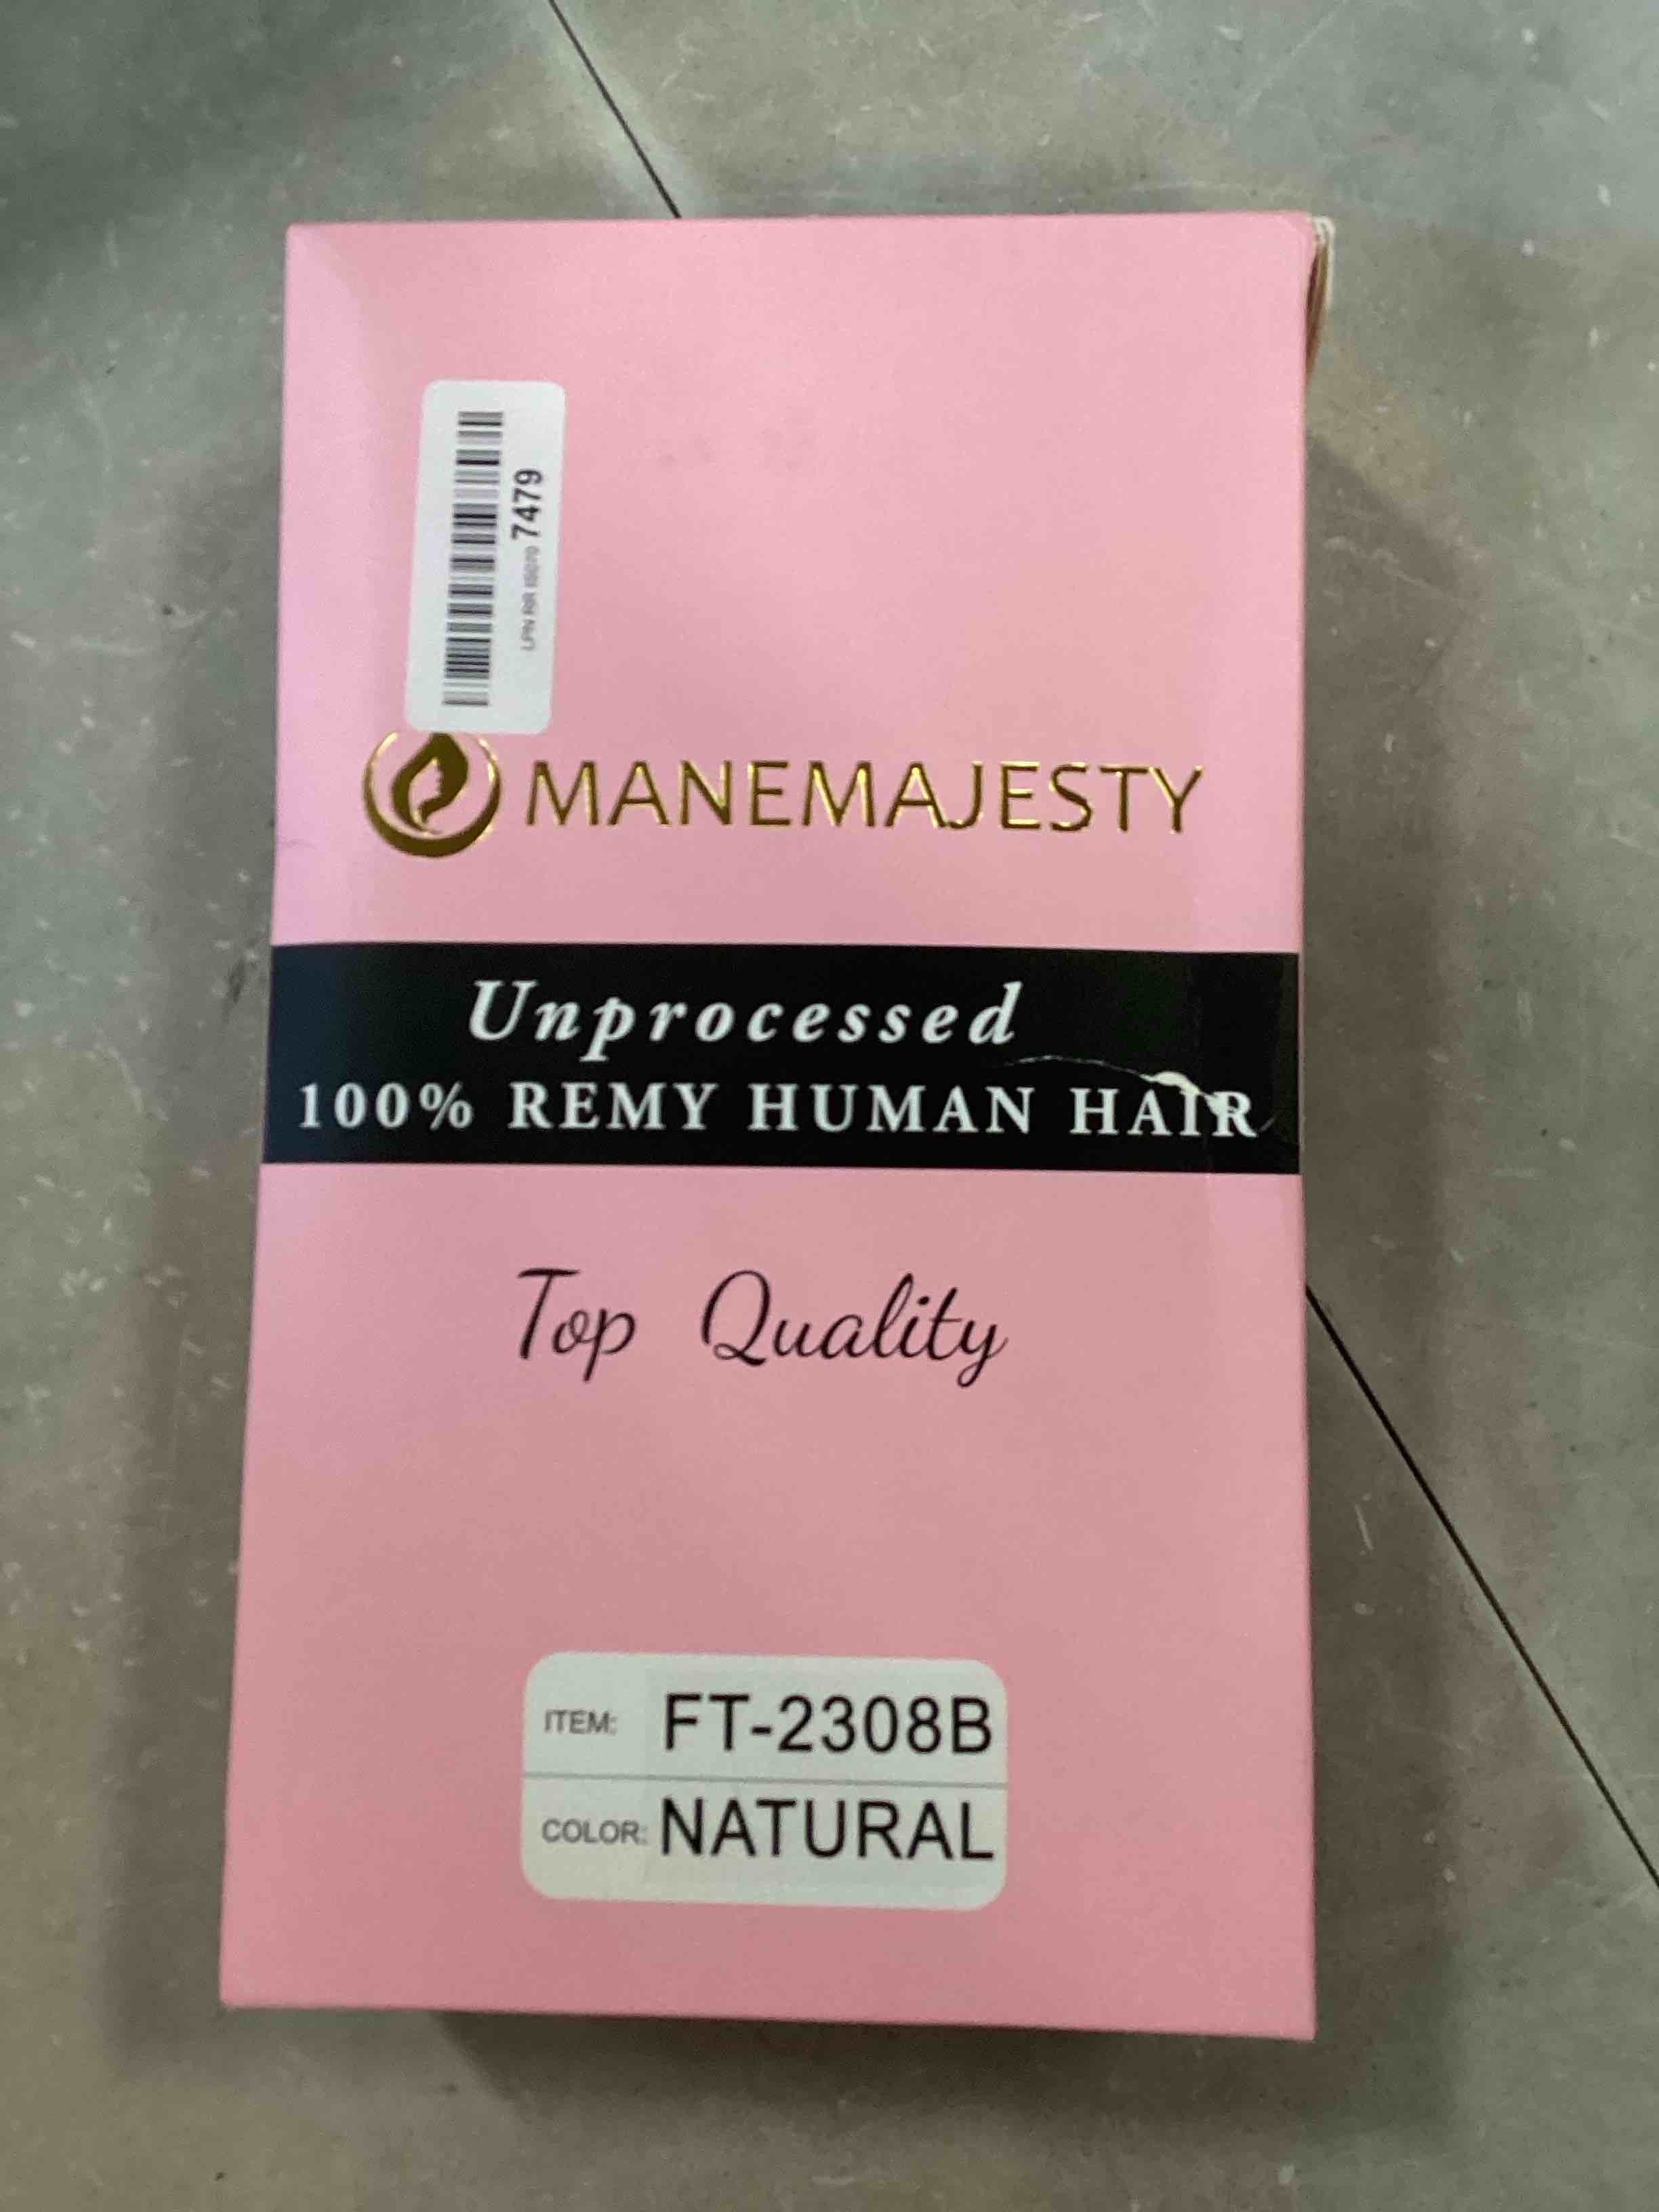 7479
MANEMAJESTY
Unprocessed
100% REMY HUMAN HAIR
Top Quality
ITEM: FT-2308B
COLOR: NATURAL